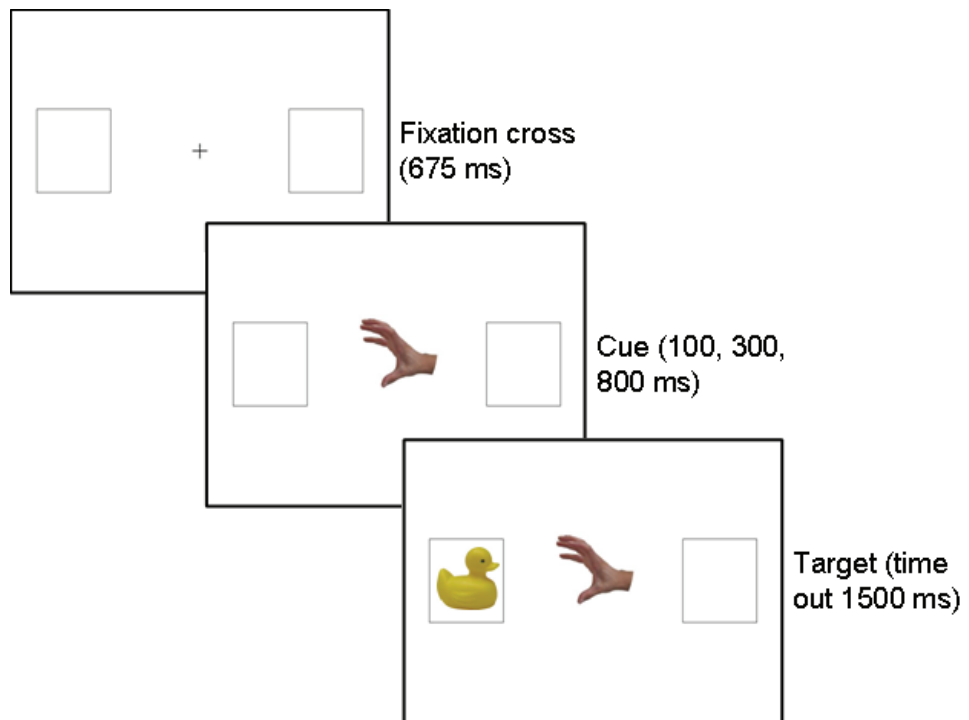 Fixation cross
(675 ms)
Cue (100, 300,
800 ms)
Target (time
out 1500 ms)